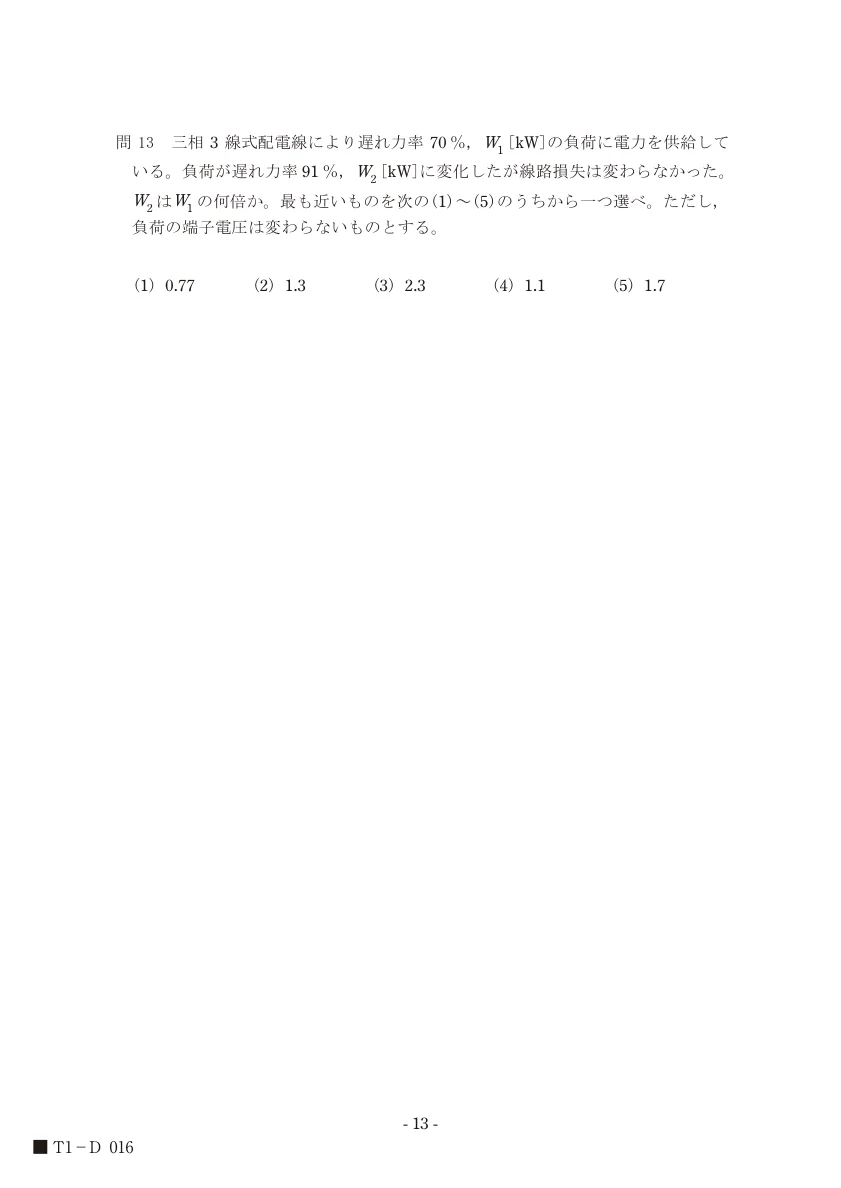 問 13 三相 3 線式配電線により遅れ力率 70 %, W₁ [kW]の負荷に電力を供給して
いる。負荷が遅れ力率 91 %, W₂ [kW]に変化したが線路損失は変わらなかった。
W₂ は W₁ の何倍か。最も近いものを次の(1)～(5)のうちから一つ選べ。ただし,
負荷の端子電圧は変わらないものとする。
(1) 0.77 (2) 1.3 (3) 2.3 (4) 1.1 (5) 1.7
- 13 -
■ T1－D 016